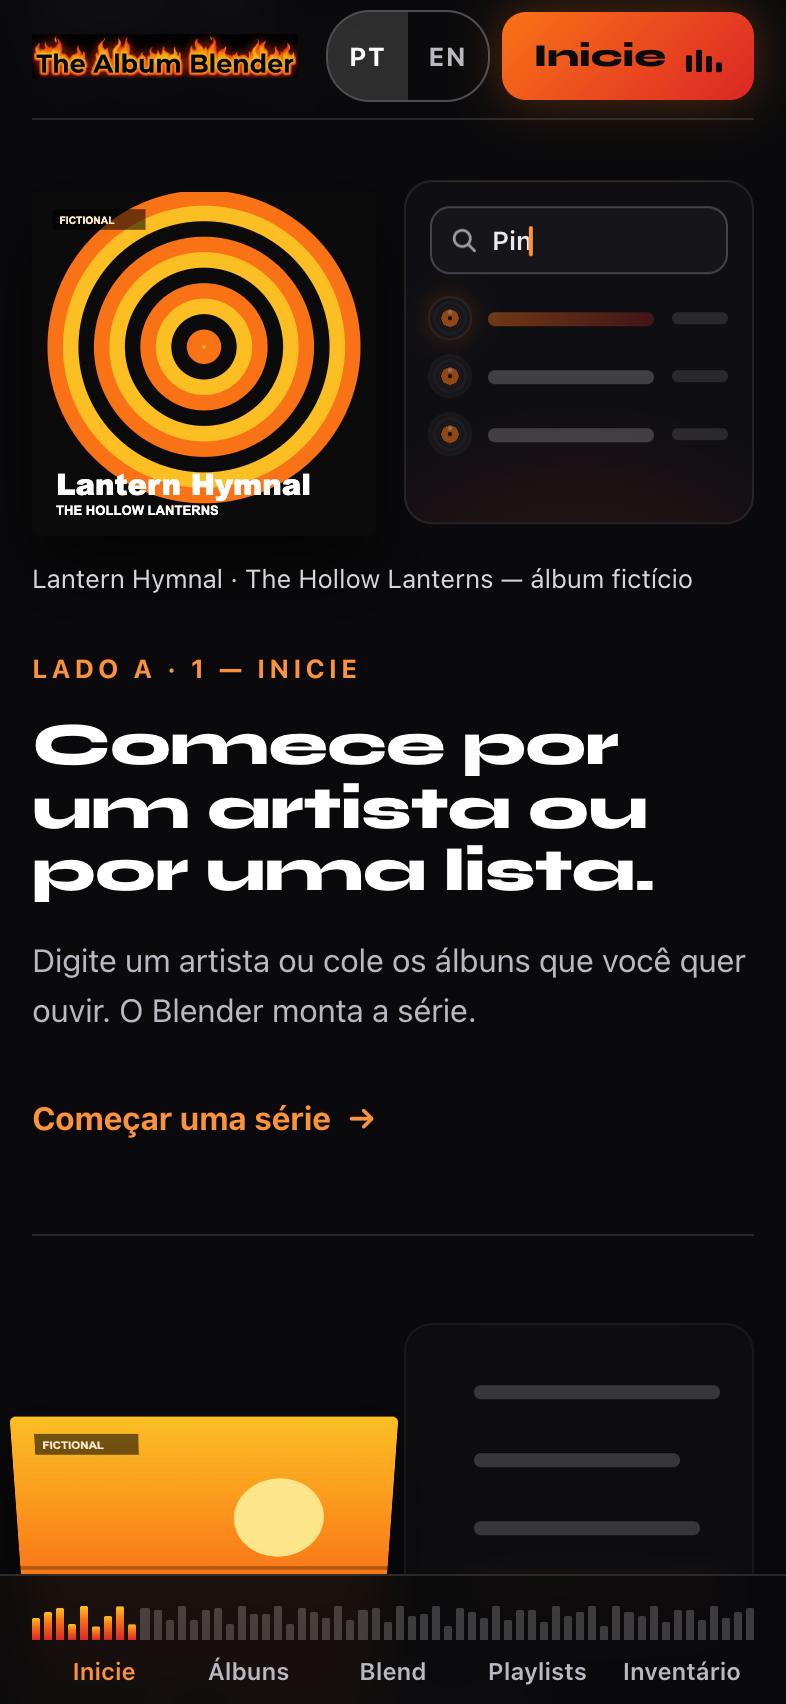 The Album Blender
PT EN
Inicie
FICTIONAL
Lantern Hymnal
THE HOLLOW LANTERNS
Pin
Lantern Hymnal · The Hollow Lanterns — álbum fictício
LADO A · 1 — INICIE
Comece por
um artista ou
por uma lista.
Digite um artista ou cole os álbuns que você quer
ouvir. O Blender monta a série.
Começar uma série →
FICTIONAL
Inicie Álbuns Blend Playlists Inventário